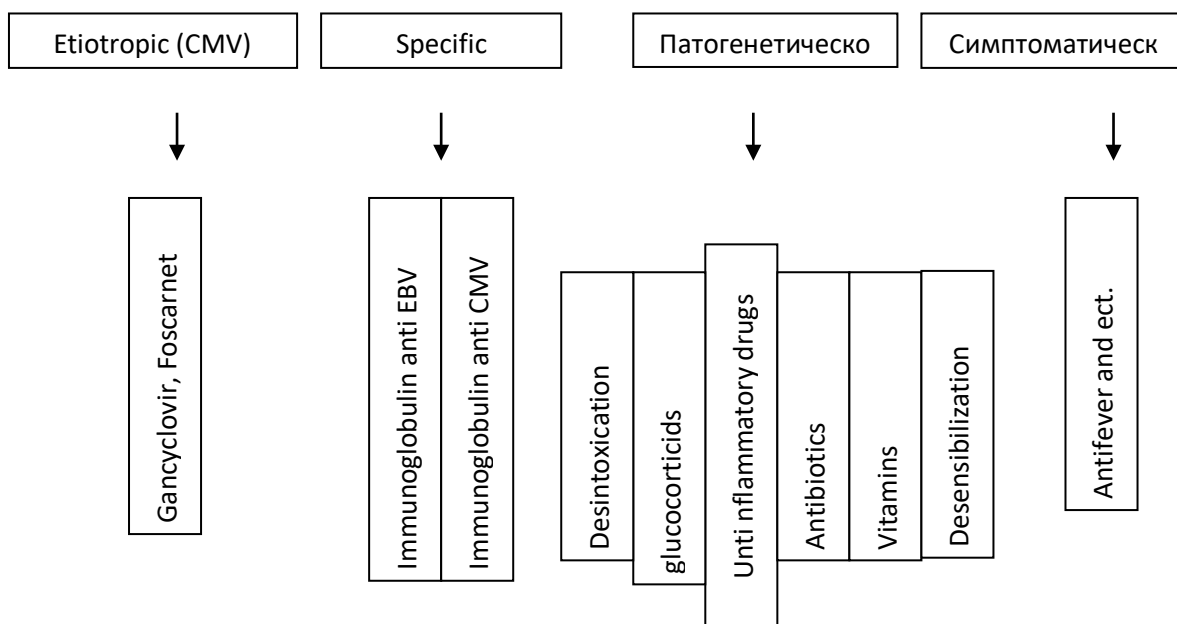 Etiotropic (CMV)
Specific
Патогенетическо
Симптоматическ
Gancyclovir, Foscarnet
Immunoglobulin anti EBV
Immunoglobulin anti CMV
Desintoxication
glucocorticids
Unti nflammatory drugs
Antibiotics
Vitamins
Desensibilization
Antifever and ect.